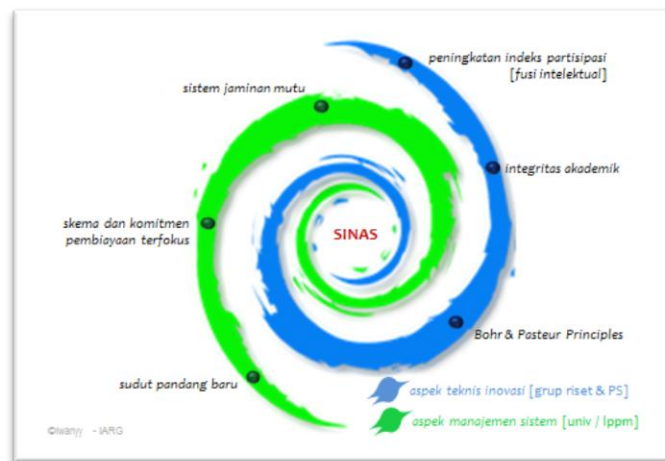 peningkatan indeks partisipasi
[fusi intelektual]
sistem jaminan mutu
integritas akademik
skema dan komitmen
pembiayaan terfokus
SINAS
Bohr & Pasteur Principles
sudut pandang baru
aspek teknis inovasi [grup riset & PS]
aspek manajemen sistem [univ / lppm]
©iwanyy - IARG